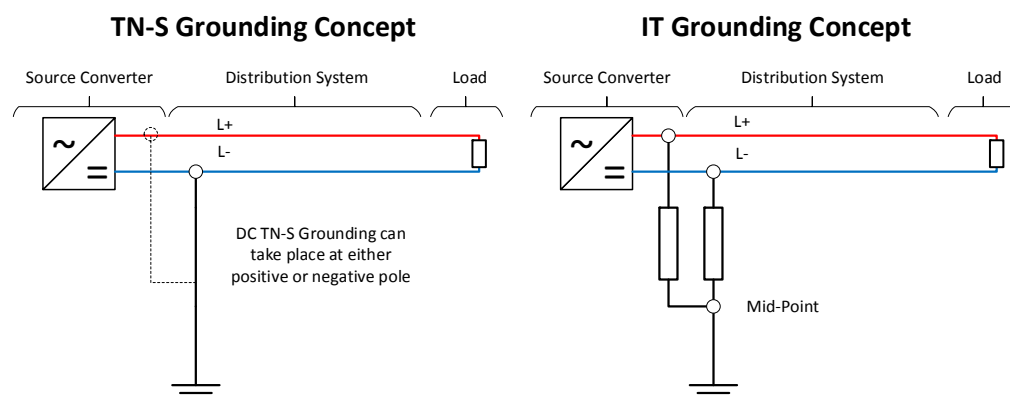 TN-S Grounding Concept
IT Grounding Concept
Source Converter
Distribution System
Load
Source Converter
Distribution System
Load
L+
L-
DC TN-S Grounding can
take place at either
positive or negative pole
L+
L-
Mid-Point